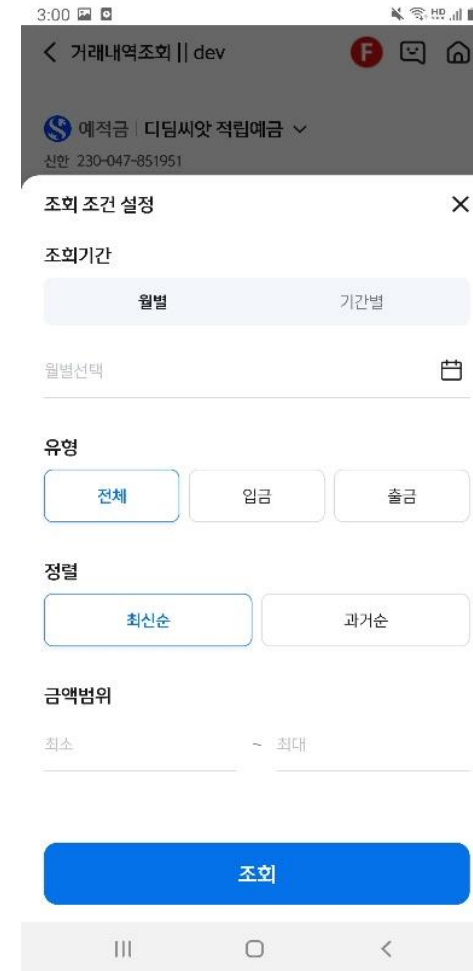 3:00
거래내역조회 || dev
F
예적금 | 디딤씨앗 적립예금
신한 230-047-851951
조회 조건 설정
조회기간
월별 기간별
월별선택
유형
전체 입금 출금
정렬
최신순 과거순
금액범위
최소 ~ 최대
조회